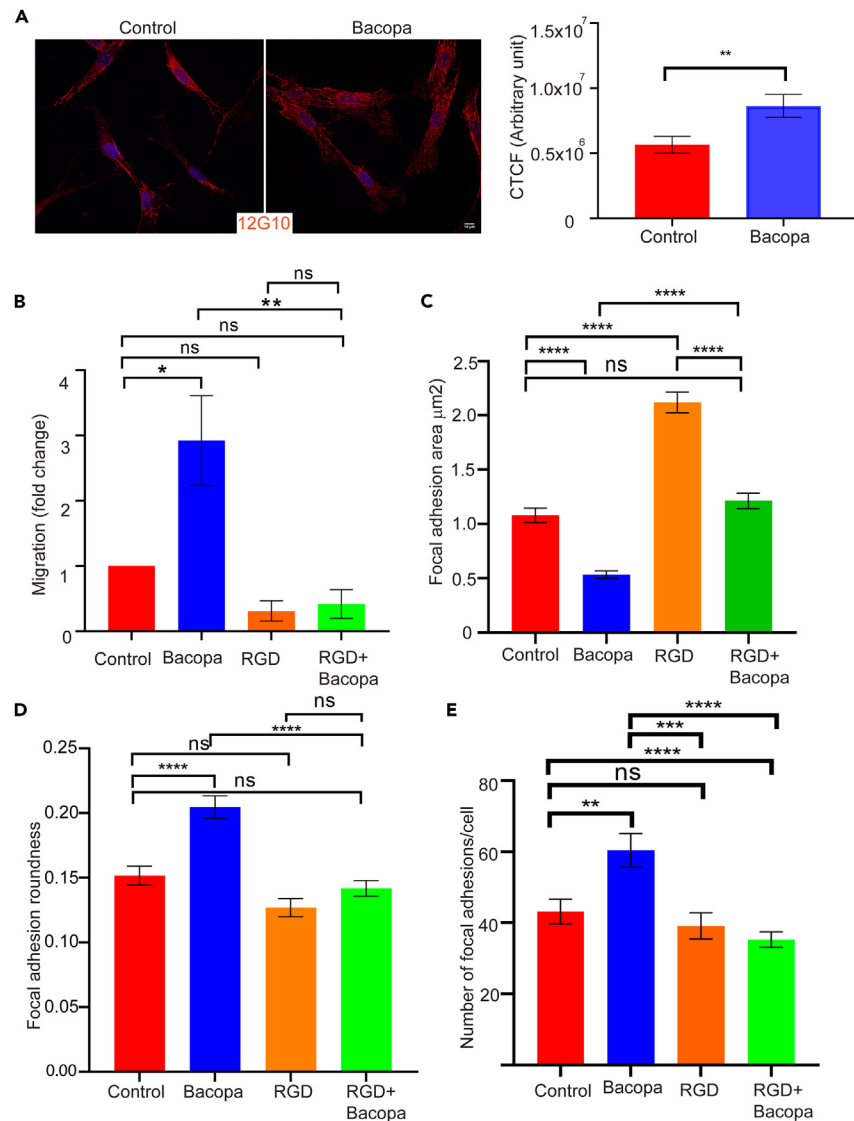 A
Control
Bacopa
12G10
10 μm
CTCF (Arbitrary unit)
1.5x10⁷
1.0x10⁷
0.5x10⁶
0
**
Control
Bacopa
B
ns
**
ns
ns
*
Migration (fold change)
4
3
2
1
0
Control
Bacopa
RGD
RGD+
Bacopa
C
****
****
****
****
ns
Focal adhesion area μm2
2.5
2.0
1.5
1.0
0.5
0
Control
Bacopa
RGD
RGD+
Bacopa
D
ns
****
ns
****
ns
Focal adhesion roundness
0.25
0.20
0.15
0.10
0.05
0.00
Control
Bacopa
RGD
RGD+
Bacopa
E
****
***
****
ns
**
Number of focal adhesions/cell
80
60
40
20
Control
Bacopa
RGD
RGD+
Bacopa